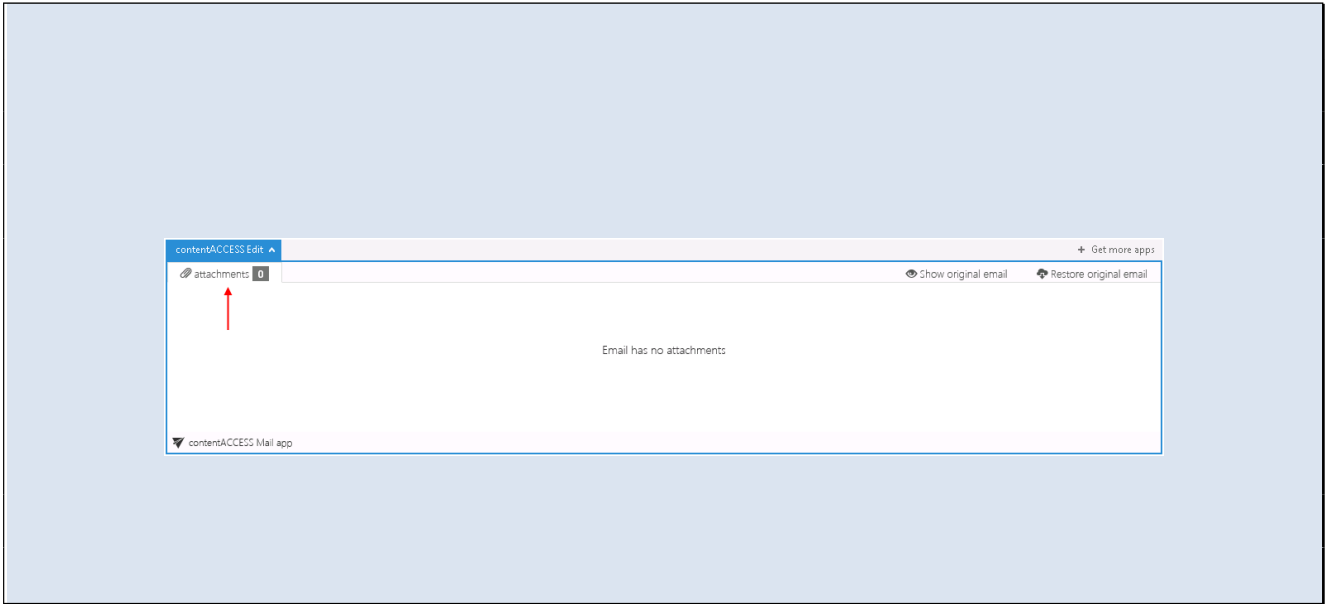 contentACCESS Edit
+ Get more apps
attachments 0
Show original email
Restore original email
Email has no attachments
contentACCESS Mail app